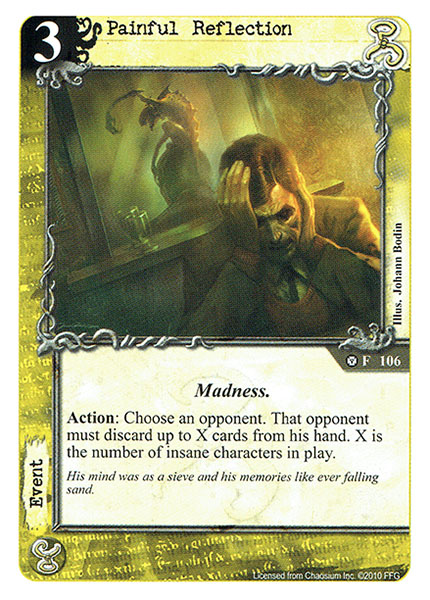 3 Painful Reflection
Illus. Johann Bodin
F 106
Madness.
Action: Choose an opponent. That opponent
must discard up to X cards from his hand. X is
the number of insane characters in play.
His mind was as a sieve and his memories like ever falling
sand.
Event
Licensed from Chaosium Inc. ©2010 FFG